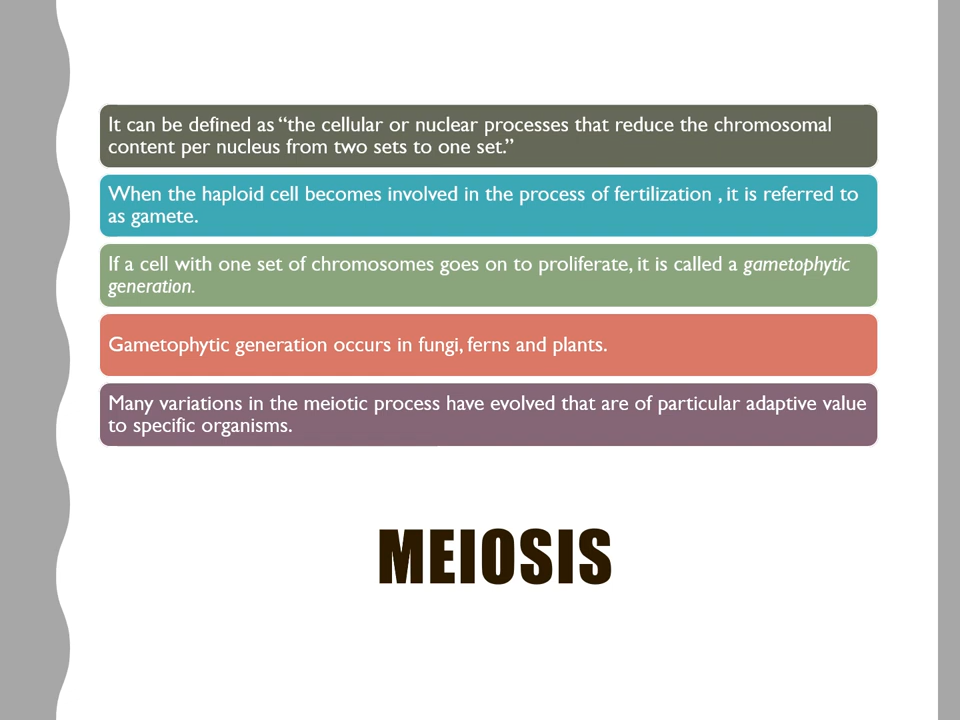 It can be defined as “the cellular or nuclear processes that reduce the chromosomal
content per nucleus from two sets to one set.”
When the haploid cell becomes involved in the process of fertilization , it is referred to
as gamete.
If a cell with one set of chromosomes goes on to proliferate, it is called a gametophytic
generation.
Gametophytic generation occurs in fungi, ferns and plants.
Many variations in the meiotic process have evolved that are of particular adaptive value
to specific organisms.
MEIOSIS